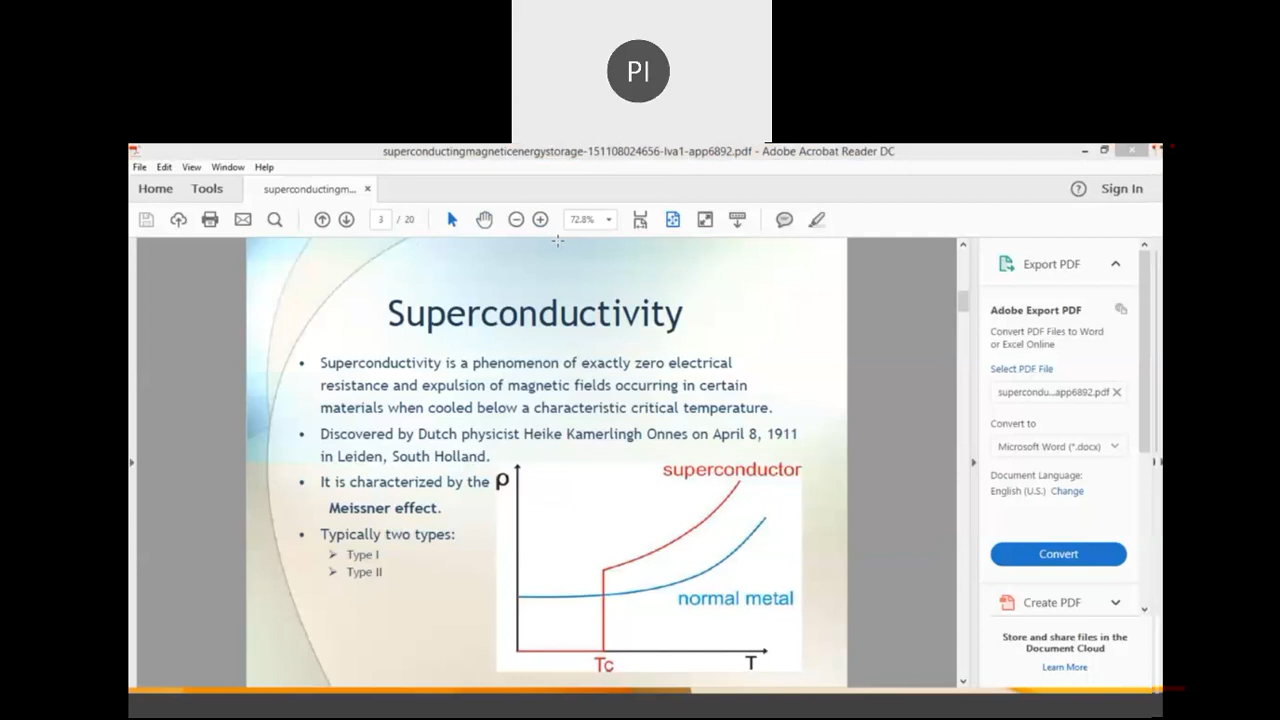 PI
superconductingmagneticenergystorage-151108024656-lva1-app6892.pdf - Adobe Acrobat Reader DC
File Edit View Window Help
Home Tools superconductingm... × Sign In
3 / 20 72.8%
Superconductivity
• Superconductivity is a phenomenon of exactly zero electrical
resistance and expulsion of magnetic fields occurring in certain
materials when cooled below a characteristic critical temperature.
• Discovered by Dutch physicist Heike Kamerlingh Onnes on April 8, 1911
in Leiden, South Holland.
• It is characterized by the
Meissner effect.
• Typically two types:
➢ Type I
➢ Type II
ρ
superconductor
normal metal
Tc
T
Export PDF
Adobe Export PDF
Convert PDF Files to Word
or Excel Online
Select PDF File
supercondu...app6892.pdf ×
Convert to
Microsoft Word (*.docx)
Document Language:
English (U.S.) Change
Convert
Create PDF
Store and share files in the
Document Cloud
Learn More